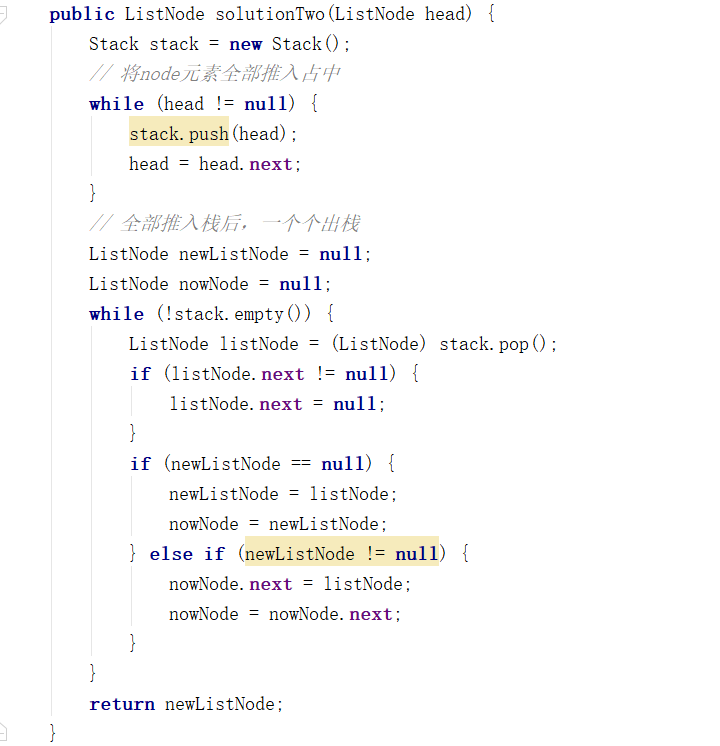 public ListNode solutionTwo(ListNode head) {
    Stack stack = new Stack();
    // 将node元素全部推入占中
    while (head != null) {
        stack.push(head);
        head = head.next;
    }
    // 全部推入栈后，一个个出栈
    ListNode newListNode = null;
    ListNode nowNode = null;
    while (!stack.empty()) {
        ListNode listNode = (ListNode) stack.pop();
        if (listNode.next != null) {
            listNode.next = null;
        }
        if (newListNode == null) {
            newListNode = listNode;
            nowNode = newListNode;
        } else if (newListNode != null) {
            nowNode.next = listNode;
            nowNode = nowNode.next;
        }
    }
    return newListNode;
}